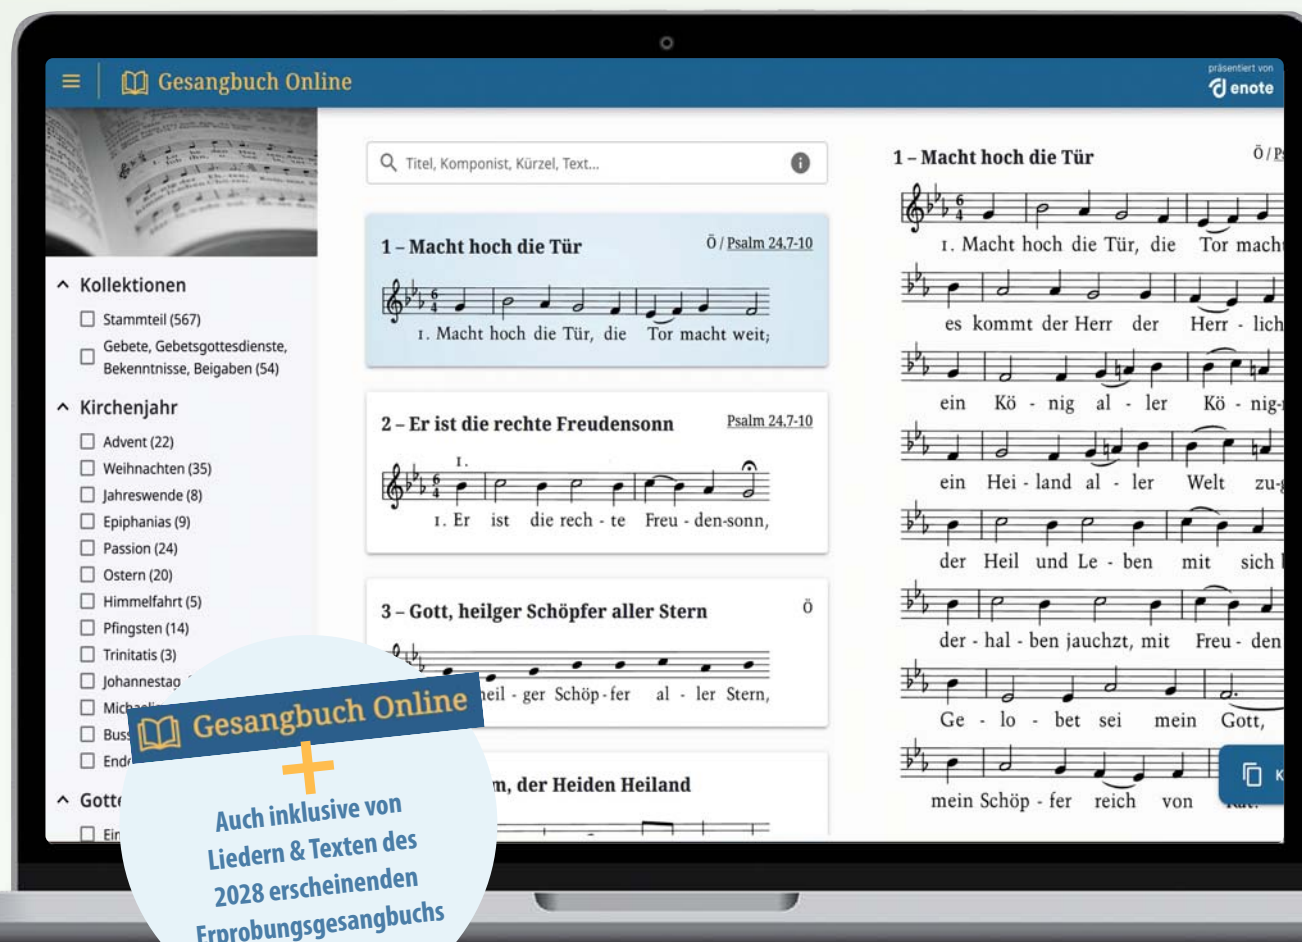 Gesangbuch Online
präsentiert von
enote
Kollektionen
Stammteil (567)
Gebete, Gebetsgottesdienste,
Bekenntnisse, Beigaben (54)
Kirchenjahr
Advent (22)
Weihnachten (35)
Jahreswende (8)
Epiphanias (9)
Passion (24)
Ostern (20)
Himmelfahrt (5)
Pfingsten (14)
Trinitatis (3)
Johannestag
Titel, Komponist, Kürzel, Text...
1 – Macht hoch die Tür
Ö / Psalm 24,7-10
1. Macht hoch die Tür, die Tor macht weit;
2 – Er ist die rechte Freudensonn
Psalm 24,7-10
1.
1. Er ist die rech - te Freu - den-sonn,
3 – Gott, heilger Schöpfer aller Stern
Ö
heil - ger Schöp - fer al - ler Stern,
der Heiden Heiland
1 – Macht hoch die Tür
Ö /
1. Macht hoch die Tür, die Tor mach
es kommt der Herr der Herr - lich
ein Kö - nig al - ler Kö - nig-
ein Hei - land al - ler Welt zu-
der Heil und Le - ben mit sich
der - hal - ben jauchzt, mit Freu - den
Ge - lo - bet sei mein Gott,
mein Schöp - fer reich von
Gesangbuch Online
+
Auch inklusive von
Liedern & Texten des
2028 erscheinenden
Erprobungsgesangbuchs